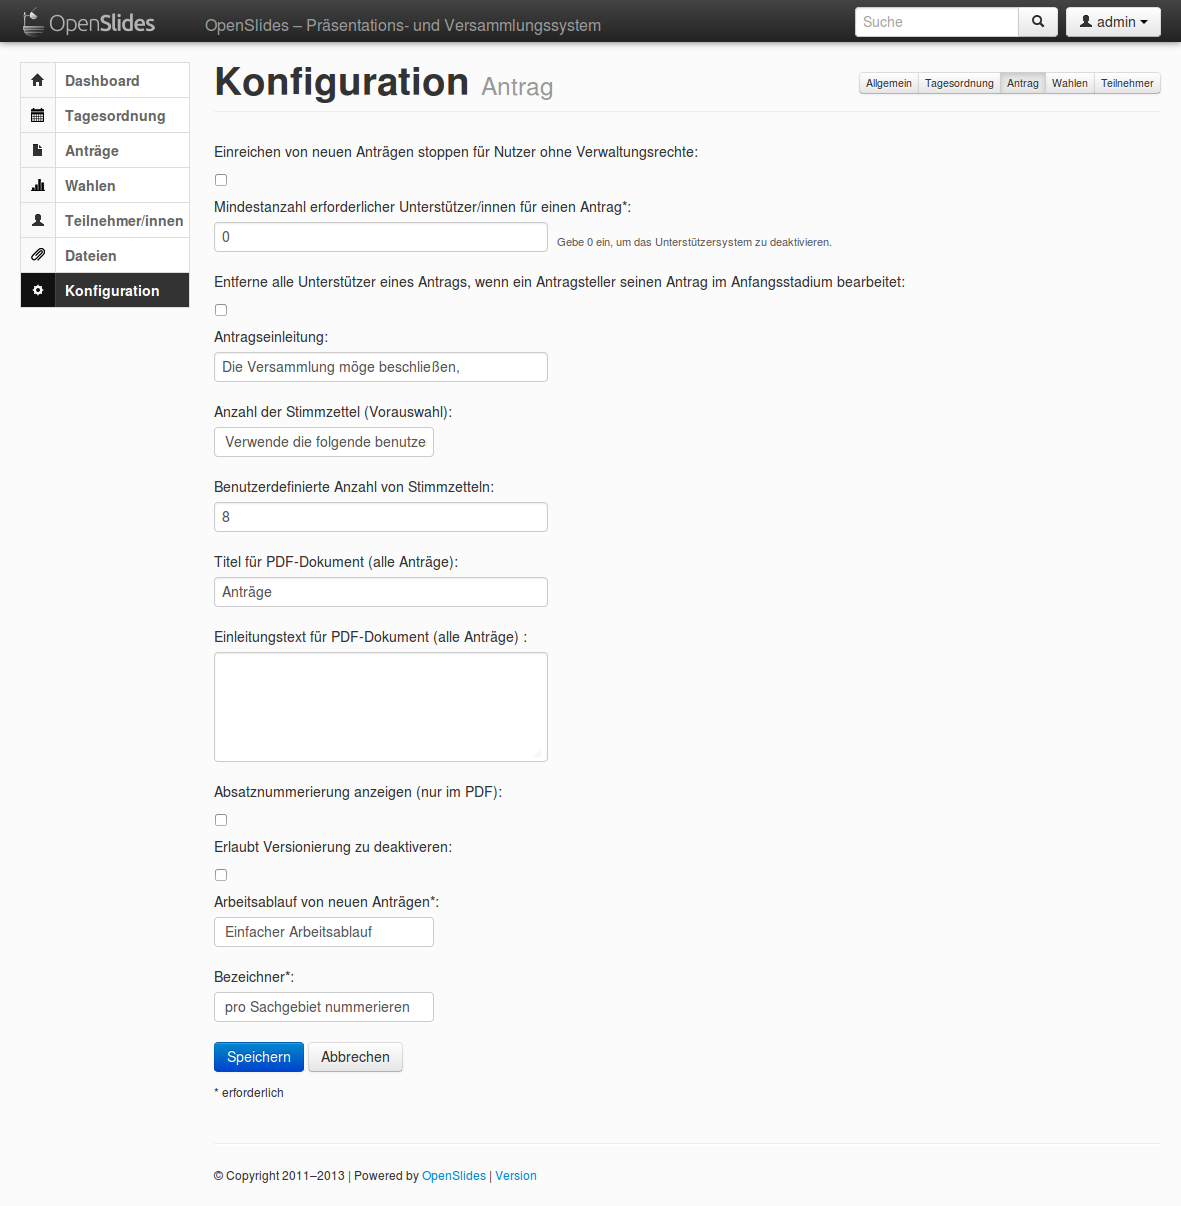 OpenSlides
OpenSlides – Präsentations- und Versammlungssystem
Suche
admin
Dashboard
Tagesordnung
Anträge
Wahlen
Teilnehmer/innen
Dateien
Konfiguration
Konfiguration Antrag
Allgemein Tagesordnung Antrag Wahlen Teilnehmer
Einreichen von neuen Anträgen stoppen für Nutzer ohne Verwaltungsrechte:
Mindestanzahl erforderlicher Unterstützer/innen für einen Antrag*:
0 Gebe 0 ein, um das Unterstützersystem zu deaktivieren.
Entferne alle Unterstützer eines Antrags, wenn ein Antragsteller seinen Antrag im Anfangsstadium bearbeitet:
Antragseinleitung:
Die Versammlung möge beschließen,
Anzahl der Stimmzettel (Vorauswahl):
Verwende die folgende benutze
Benutzerdefinierte Anzahl von Stimmzetteln:
8
Titel für PDF-Dokument (alle Anträge):
Anträge
Einleitungstext für PDF-Dokument (alle Anträge) :
Absatznummerierung anzeigen (nur im PDF):
Erlaubt Versionierung zu deaktiveren:
Arbeitsablauf von neuen Anträgen*:
Einfacher Arbeitsablauf
Bezeichner*:
pro Sachgebiet nummerieren
Speichern Abbrechen
* erforderlich
© Copyright 2011–2013 | Powered by OpenSlides | Version